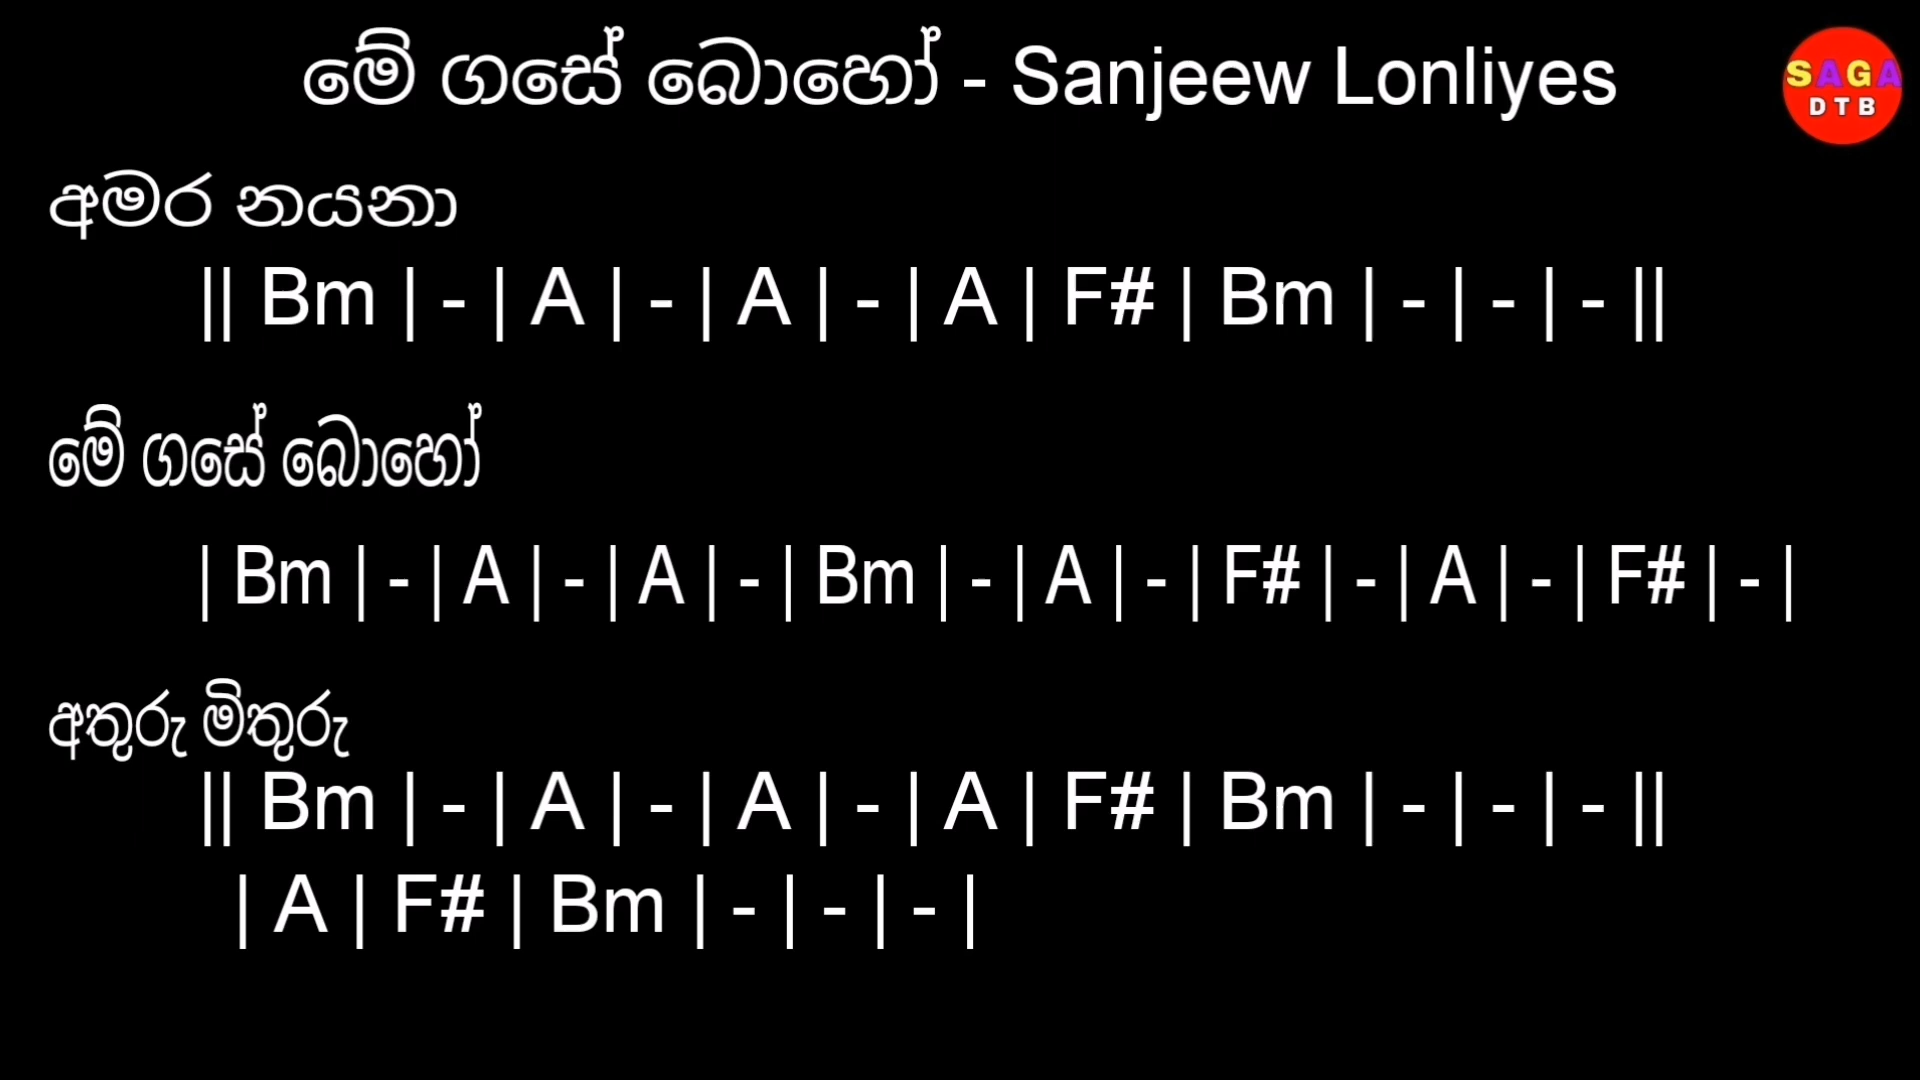 මේ ගසේ බොහෝ - Sanjeew Lonliyes
SAGA
DTB
අමර නයනා
|| Bm | - | A | - | A | - | A | F# | Bm | - | - | - ||
මේ ගසේ බොහෝ
| Bm | - | A | - | A | - | Bm | - | A | - | F# | - | A | - | F# | - |
අතුරු මිතුරු
|| Bm | - | A | - | A | - | A | F# | Bm | - | - | - ||
| A | F# | Bm | - | - | - |